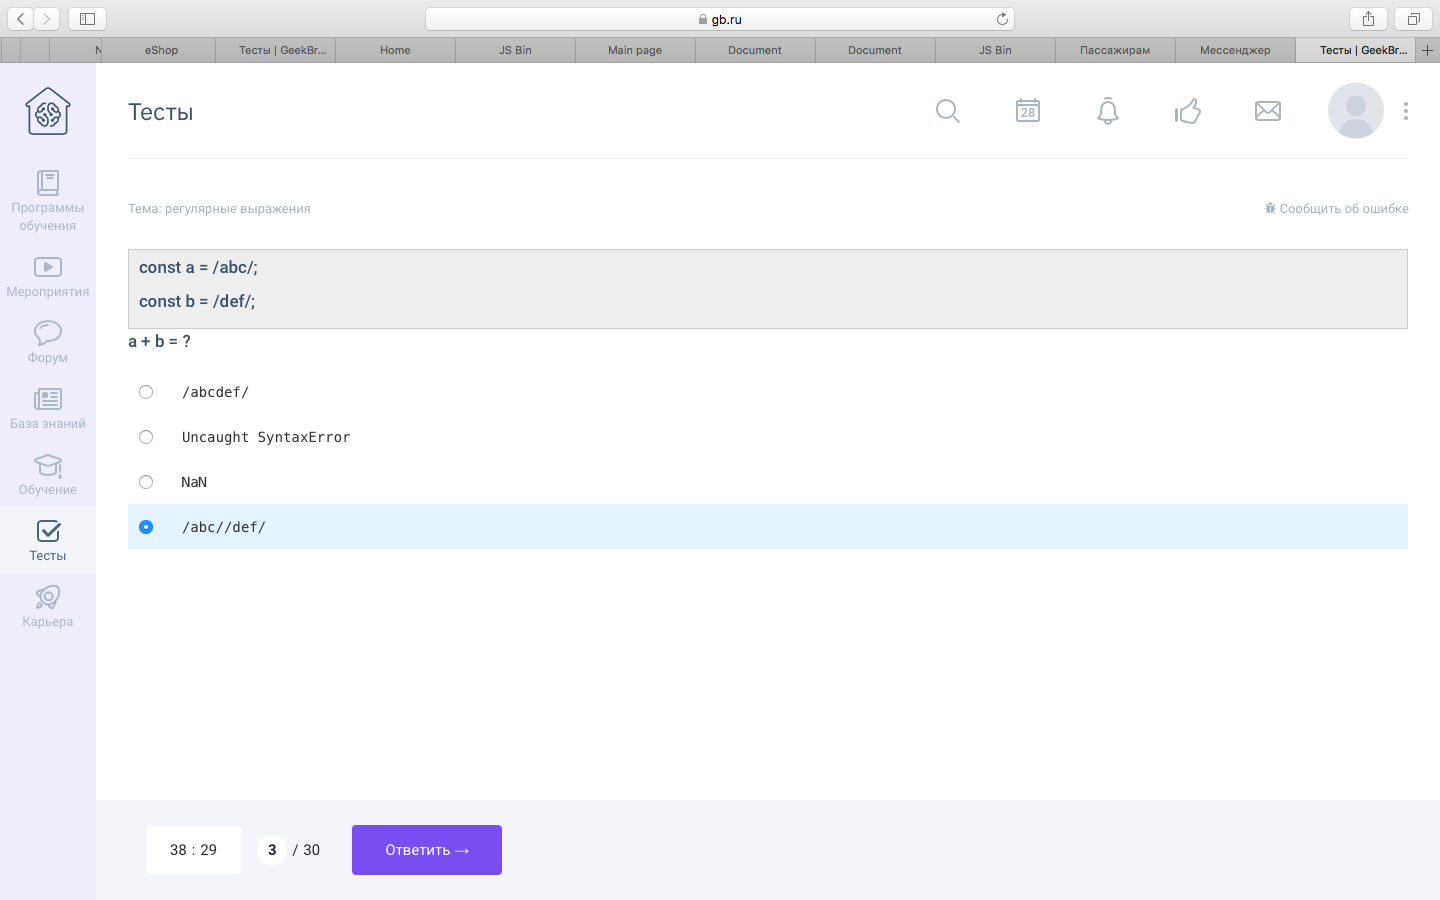 gb.ru
N
eShop
Тесты | GeekBr...
Home
JS Bin
Main page
Document
Document
JS Bin
Пассажирам
Мессенджер
Тесты | GeekBr...
Тесты
28
Программы
обучения
Мероприятия
Форум
База знаний
Обучение
Тесты
Карьера
Тема: регулярные выражения
Сообщить об ошибке
const a = /abc/;
const b = /def/;
a + b = ?
/abcdef/
Uncaught SyntaxError
NaN
/abc//def/
38 : 29
3 / 30
Ответить →